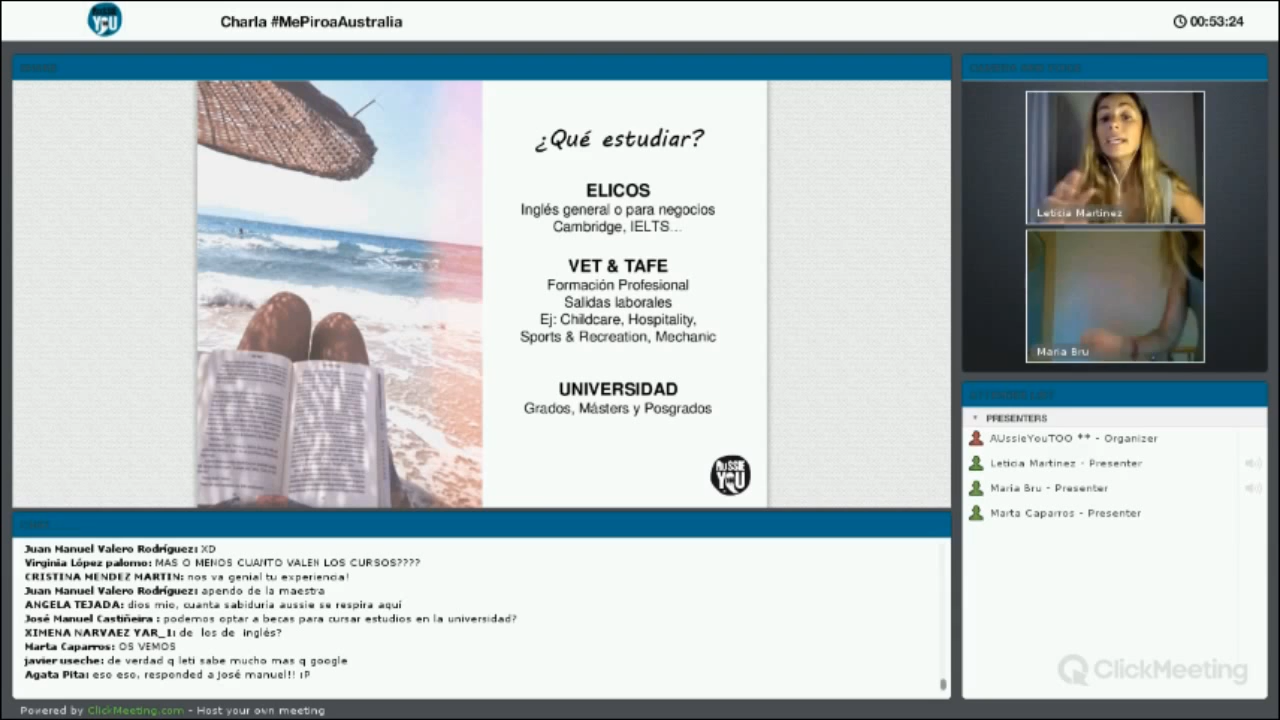 AUSSIE
YOU
Charla #MePiroaAustralia
00:53:24
¿Qué estudiar?
ELICOS
Inglés general o para negocios
Cambridge, IELTS...
VET & TAFE
Formación Profesional
Salidas laborales
Ej: Childcare, Hospitality,
Sports & Recreation, Mechanic
UNIVERSIDAD
Grados, Másters y Posgrados
AUSSIE
YOU
Leticia Martinez
Maria Bru
PRESENTERS
AUssieYouTOO ** - Organizer
Leticia Martinez - Presenter
Maria Bru - Presenter
Marta Caparros - Presenter
Juan Manuel Valero Rodríguez: XD
Virginia López palomo: MAS O MENOS CUANTO VALEN LOS CURSOS????
CRISTINA MENDEZ MARTIN: nos va genial tu experiencia!
Juan Manuel Valero Rodríguez: apendo de la maestra
ANGELA TEJADA: dios mio, cuanta sabiduria aussie se respira aquí
José Manuel Castiñeira : podemos optar a becas para cursar estudios en la universidad?
XIMENA NARVAEZ YAR_1: de los de inglés?
Marta Caparros: OS VEMOS
javier useche: de verdad q leti sabe mucho mas q google
Agata Pita: eso eso, responded a José manuel!! :P
ClickMeeting
Powered by ClickMeeting.com - Host your own meeting